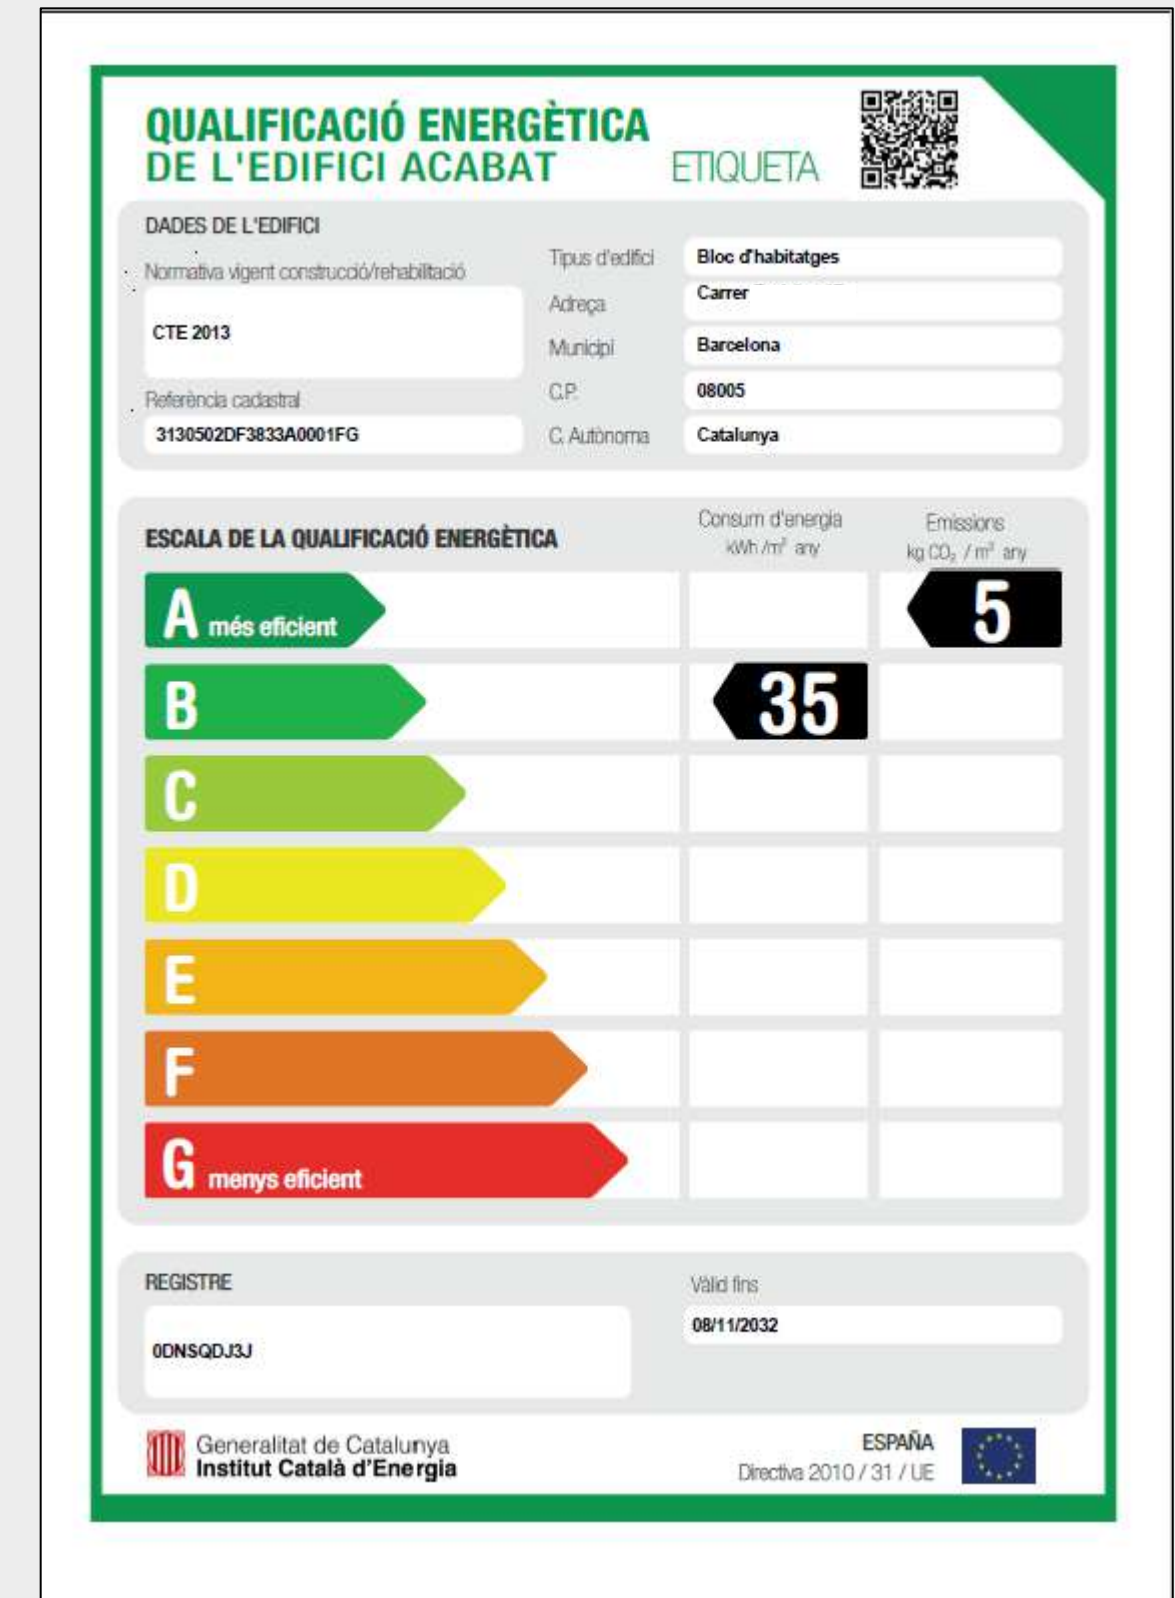 QUALIFICACIÓ ENERGÈTICA
DE L'EDIFICI ACABAT
ETIQUETA
DADES DE L'EDIFICI
Normativa vigent construcció/rehabilitació
CTE 2013
Referència cadastral
3130502DF3833A0001FG
Tipus d'edifici Bloc d'habitatges
Adreça Carrer
Municipi Barcelona
C.P. 08005
C. Autònoma Catalunya
ESCALA DE LA QUALIFICACIÓ ENERGÈTICA
Consum d'energia
kWh /m² any
Emissions
kg CO₂ / m² any
A més eficient 5
B 35
C
D
E
F
G menys eficient
REGISTRE
0DNSQDJ3J
Vàlid fins
08/11/2032
Generalitat de Catalunya
Institut Català d'Energia
ESPAÑA
Directiva 2010 / 31 / UE